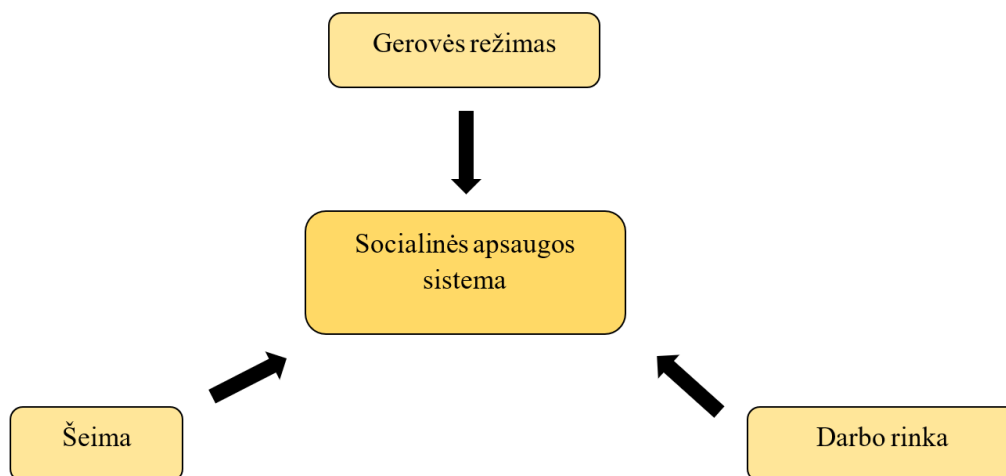 Gerovės režimas
Socialinės apsaugos
sistema
Šeima
Darbo rinka